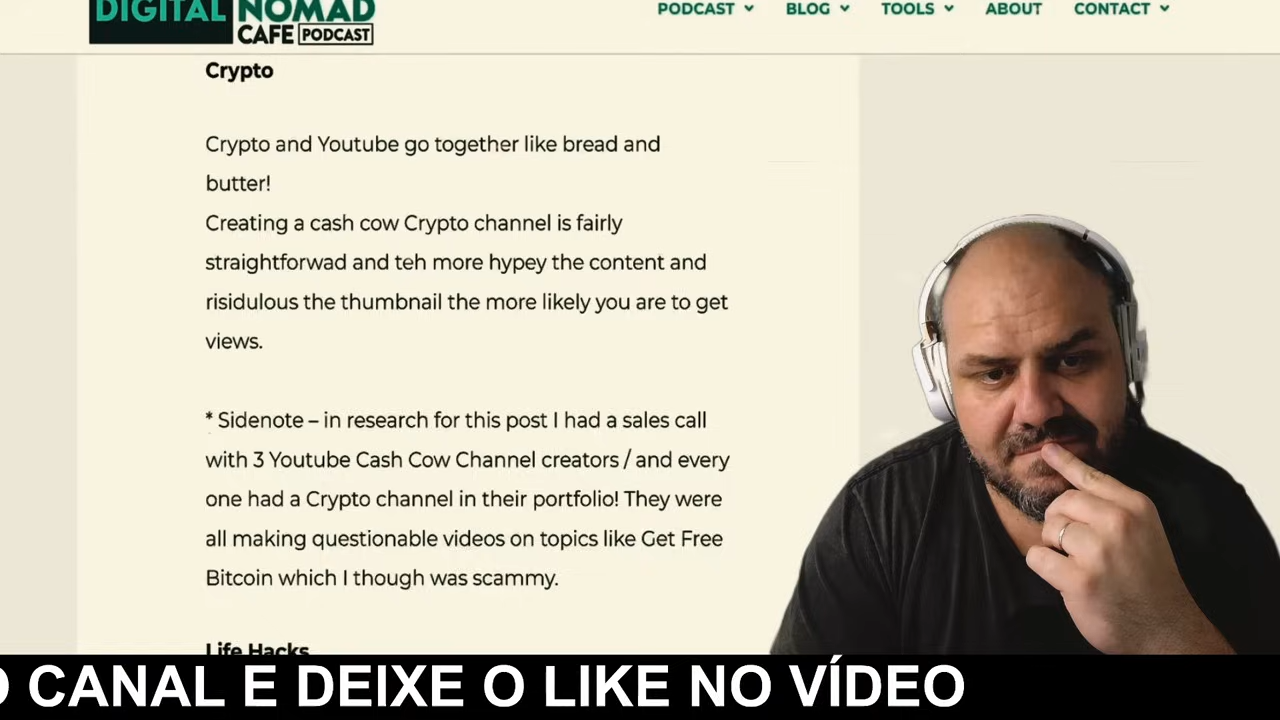 DIGITAL NOMAD
CAFE PODCAST
PODCAST BLOG TOOLS ABOUT CONTACT
Crypto
Crypto and Youtube go together like bread and
butter!
Creating a cash cow Crypto channel is fairly
straightforwad and teh more hypey the content and
risidulous the thumbnail the more likely you are to get
views.
* Sidenote – in research for this post I had a sales call
with 3 Youtube Cash Cow Channel creators / and every
one had a Crypto channel in their portfolio! They were
all making questionable videos on topics like Get Free
Bitcoin which I though was scammy.
Life Hacks
O CANAL E DEIXE O LIKE NO VÍDEO